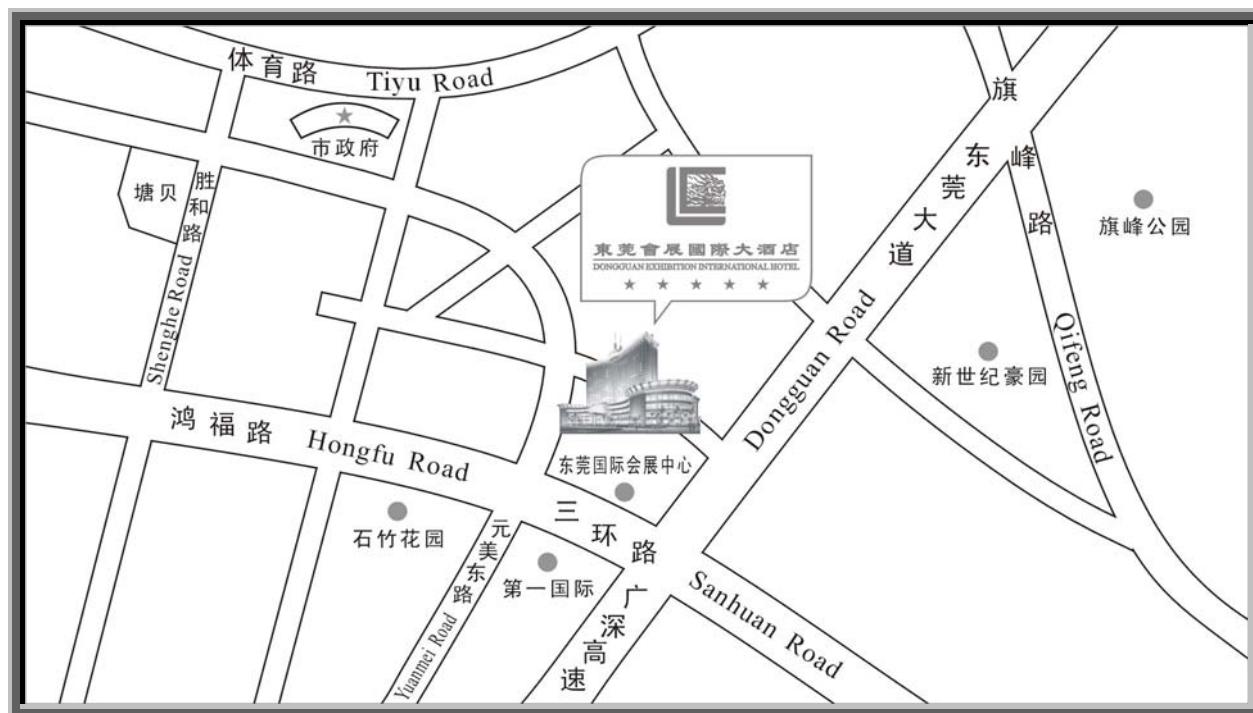 体育路
Tiyu Road
市政府
塘贝
胜和路
Shenghe Road
東莞會展國際大酒店
DONGGUAN EXHIBITION INTERNATIONAL HOTEL
旗峰路
东莞大道
旗峰公园
Dongguan Road
Qifeng Road
新世纪豪园
鸿福路
Hongfu Road
东莞国际会展中心
石竹花园
元美东路
Yuanmei Road
三环路
第一国际
广深高速
Sanhuan Road